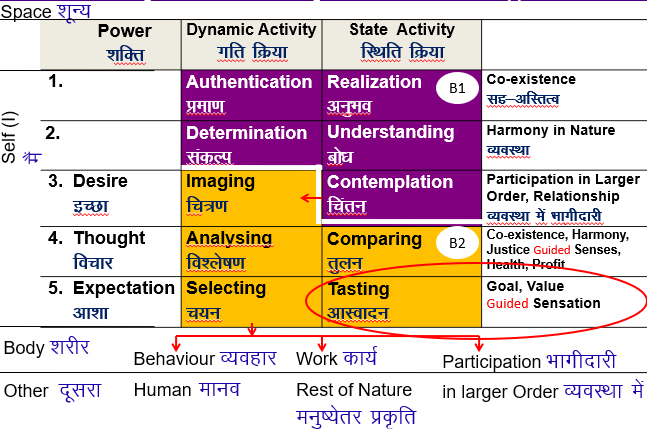 Space शून्य
Power Dynamic Activity State Activity
शक्ति गति क्रिया स्थिति क्रिया
Self (I) मैं
1. Authentication Realization B1 Co-existence
प्रमाण अनुभव सह–अस्तित्व
2. Determination Understanding Harmony in Nature
संकल्प बोध व्यवस्था
3. Desire Imaging Contemplation Participation in Larger
Order, Relationship
इच्छा चित्रण चिंतन व्यवस्था में भागीदारी
4. Thought Analysing Comparing B2 Co-existence, Harmony,
Justice Guided Senses,
विचार विश्लेषण तुलन Health, Profit
5. Expectation Selecting Tasting Goal, Value
Guided Sensation
आशा चयन आस्वादन
Body शरीर
Behaviour व्यवहार Work कार्य Participation भागीदारी
Other दूसरा Human मानव Rest of Nature in larger Order व्यवस्था में
मनुष्येतर प्रकृति